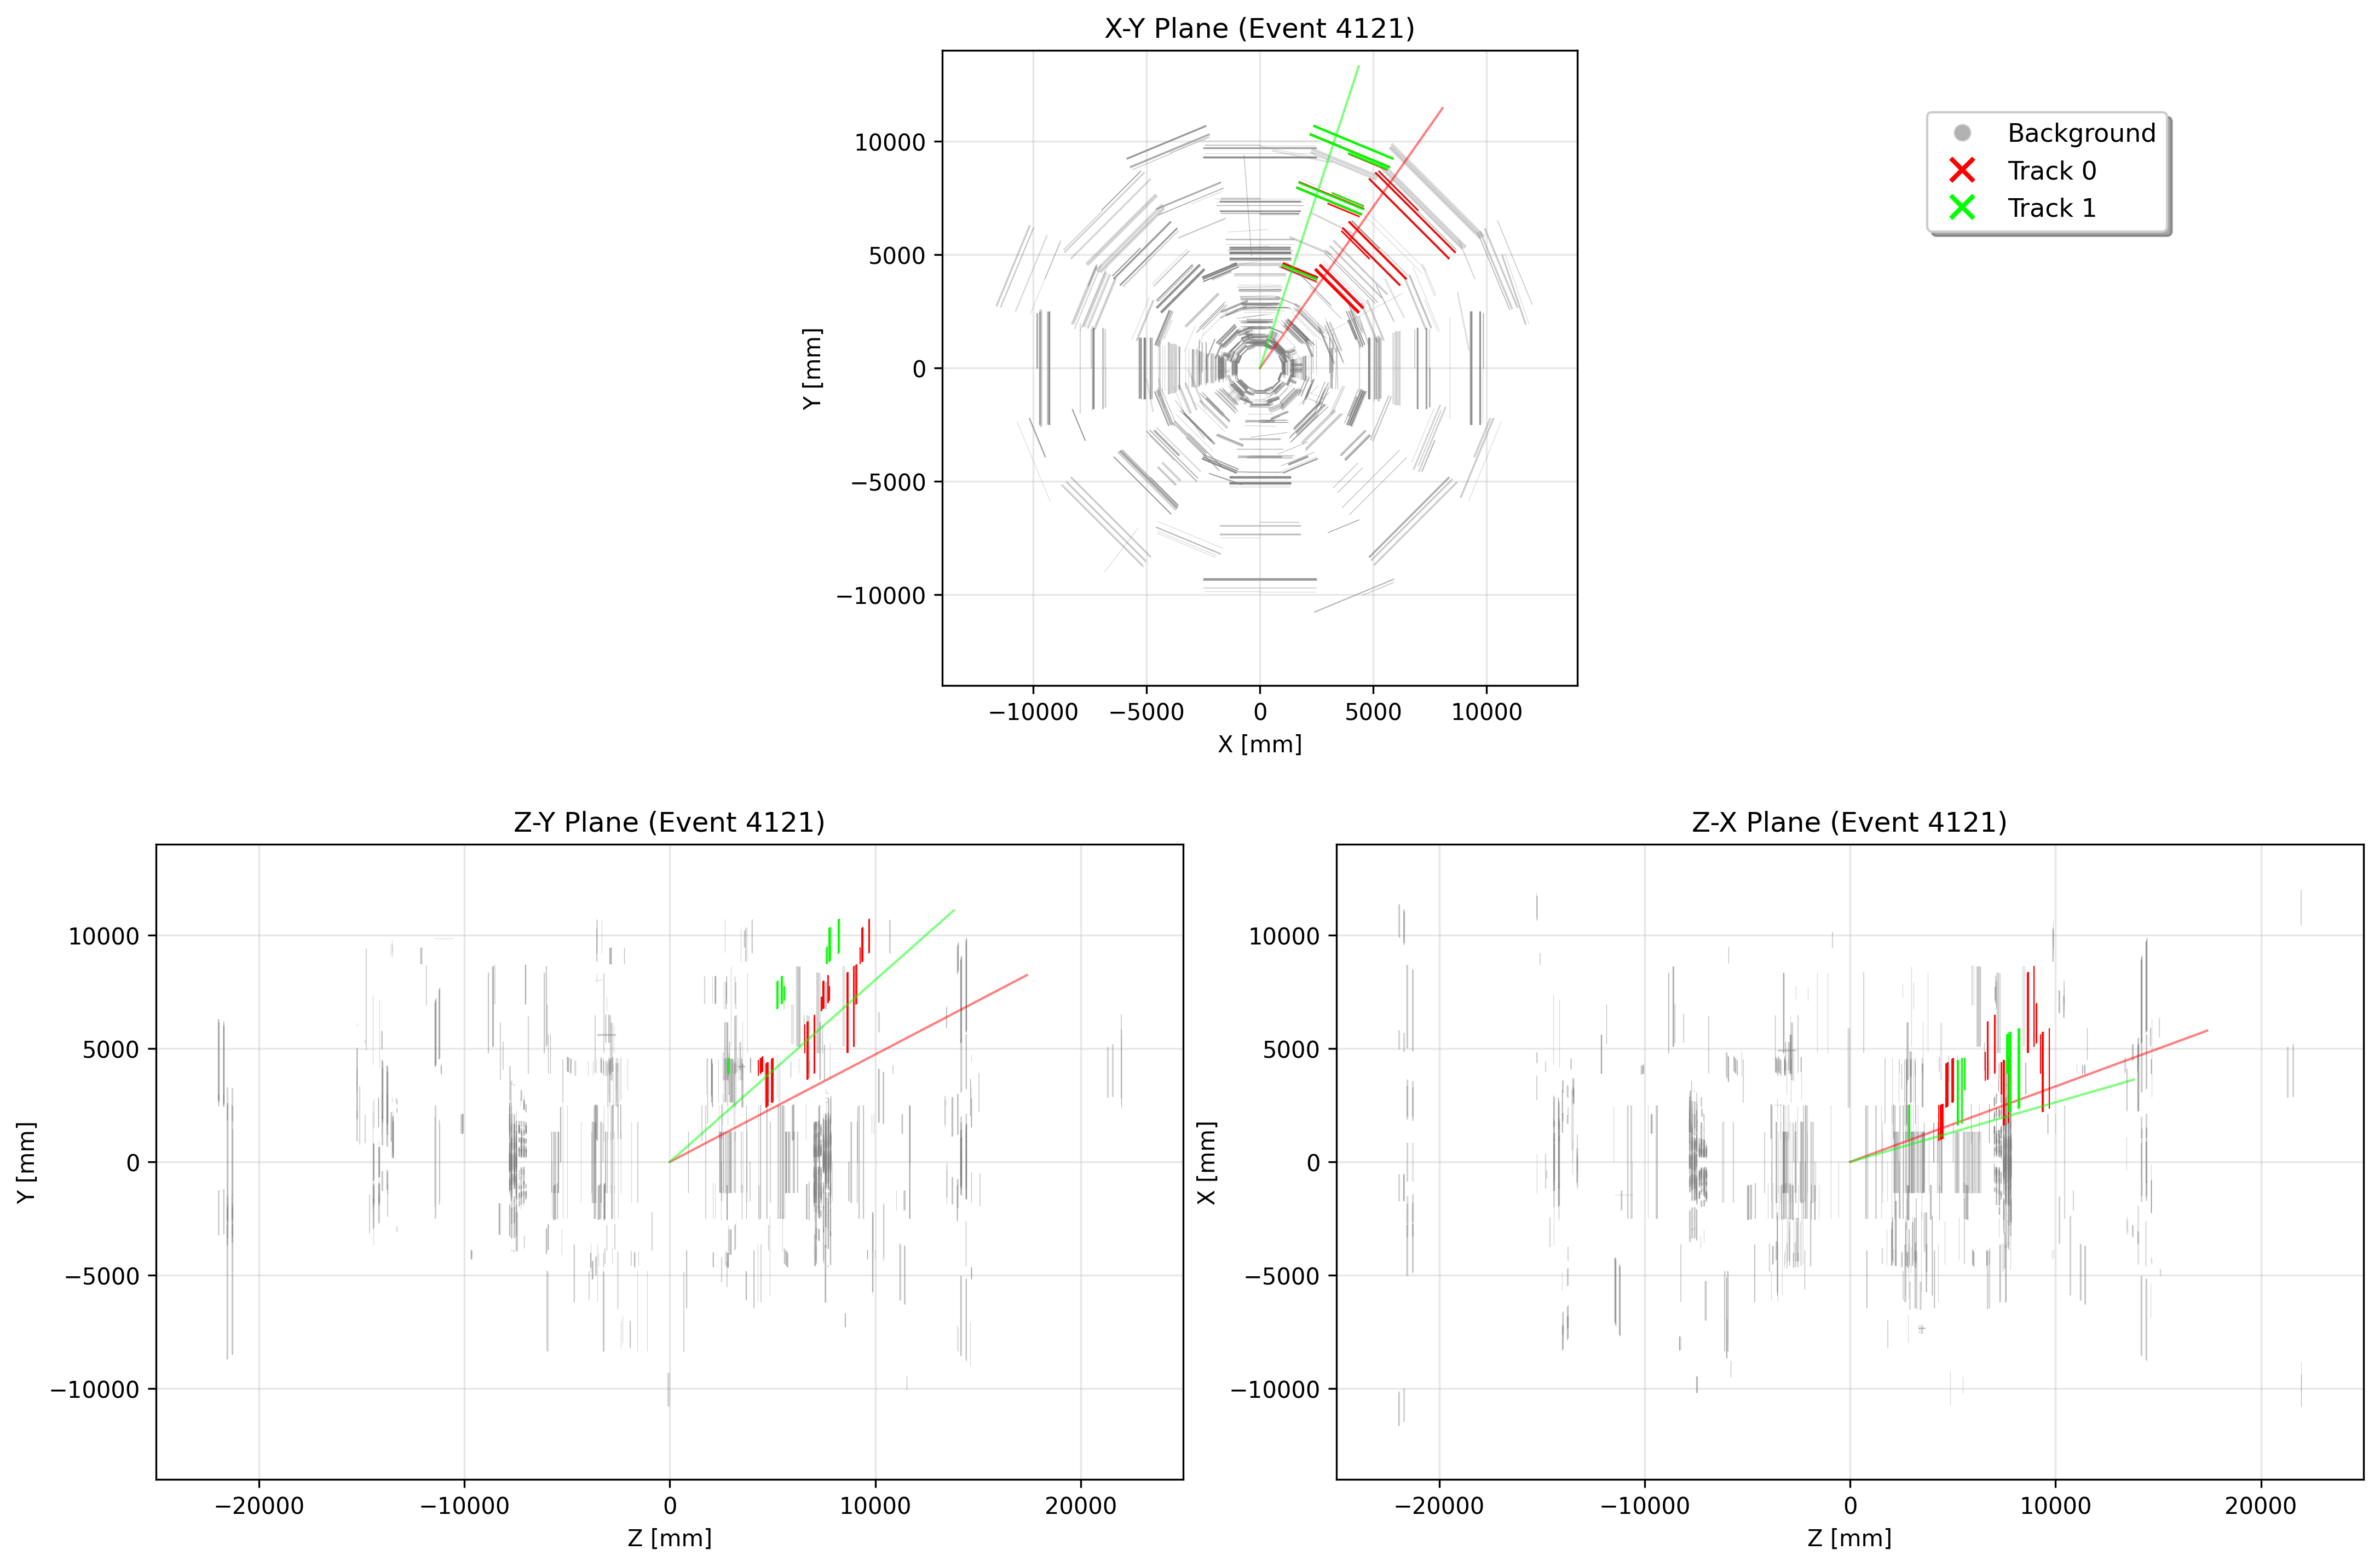 X-Y Plane (Event 4121)
Background
Track 0
Track 1
10000
5000
0
−5000
−10000
Y [mm]
−10000 −5000 0 5000 10000
X [mm]
Z-Y Plane (Event 4121)
10000
5000
0
−5000
−10000
Y [mm]
−20000 −10000 0 10000 20000
Z [mm]
Z-X Plane (Event 4121)
10000
5000
0
−5000
−10000
X [mm]
−20000 −10000 0 10000 20000
Z [mm]